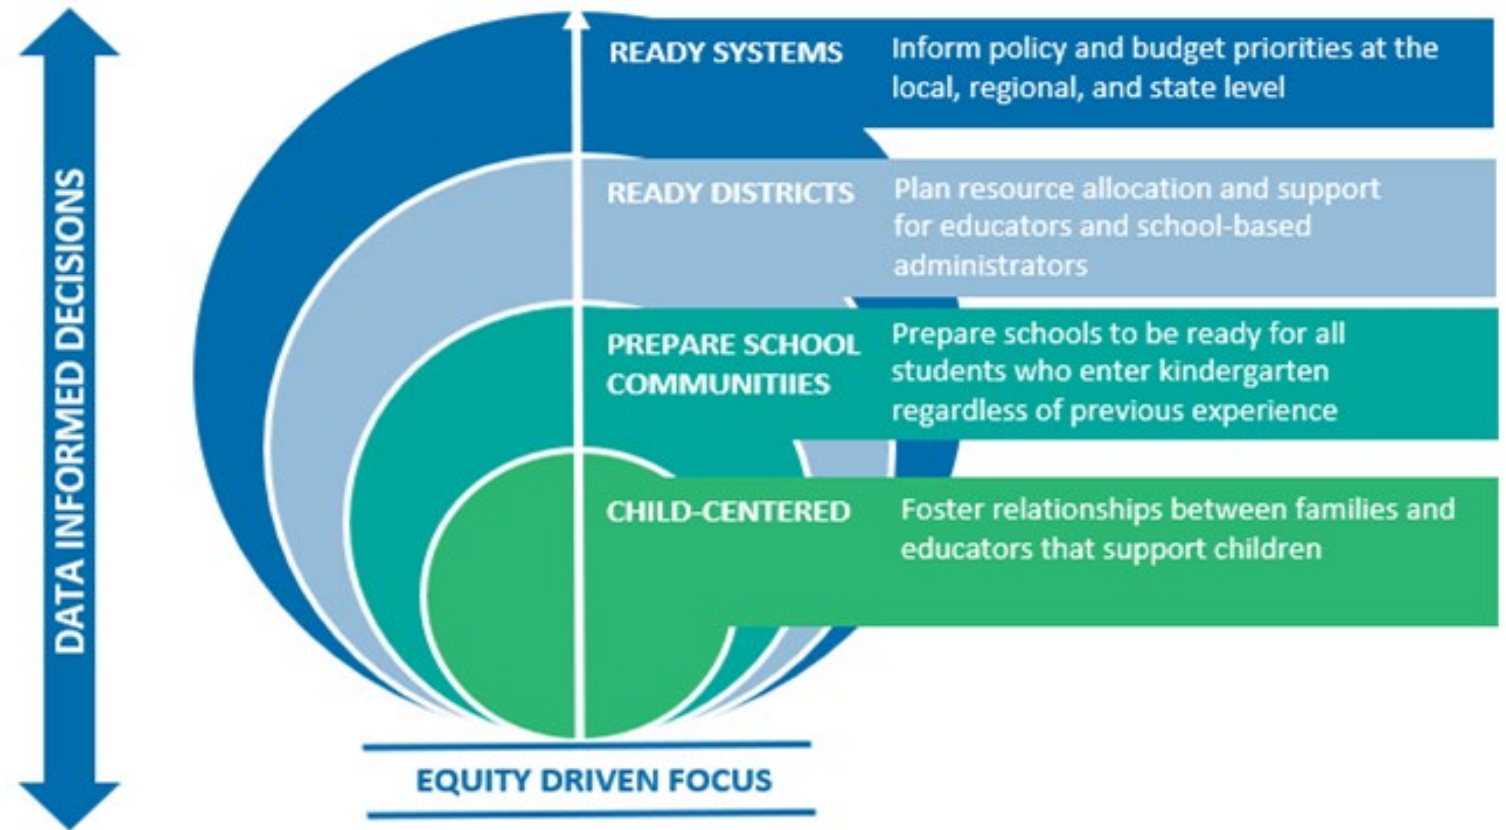 DATA INFORMED DECISIONS
READY SYSTEMS
Inform policy and budget priorities at the
local, regional, and state level
READY DISTRICTS
Plan resource allocation and support
for educators and school-based
administrators
PREPARE SCHOOL
COMMUNITIIES
Prepare schools to be ready for all
students who enter kindergarten
regardless of previous experience
CHILD-CENTERED
Foster relationships between families and
educators that support children
EQUITY DRIVEN FOCUS